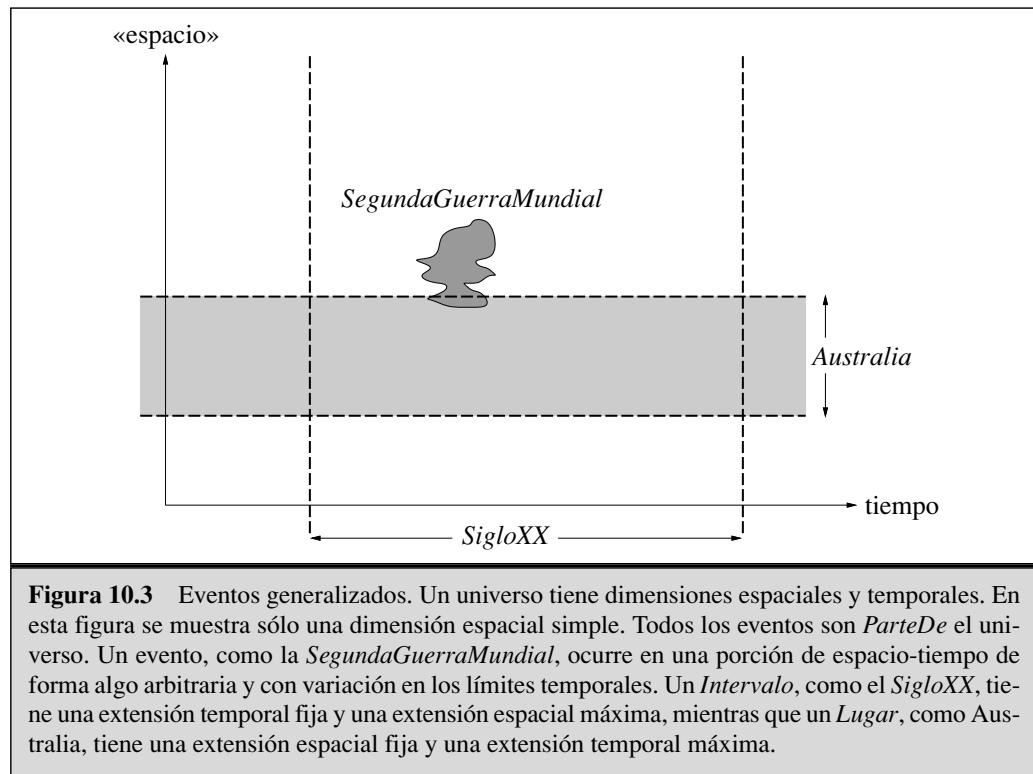 «espacio»
SegundaGuerraMundial
Australia
tiempo
SigloXX
Figura 10.3 Eventos generalizados. Un universo tiene dimensiones espaciales y temporales. En
esta figura se muestra sólo una dimensión espacial simple. Todos los eventos son ParteDe el uni-
verso. Un evento, como la SegundaGuerraMundial, ocurre en una porción de espacio-tiempo de
forma algo arbitraria y con variación en los límites temporales. Un Intervalo, como el SigloXX, tie-
ne una extensión temporal fija y una extensión espacial máxima, mientras que un Lugar, como Aus-
tralia, tiene una extensión espacial fija y una extensión temporal máxima.